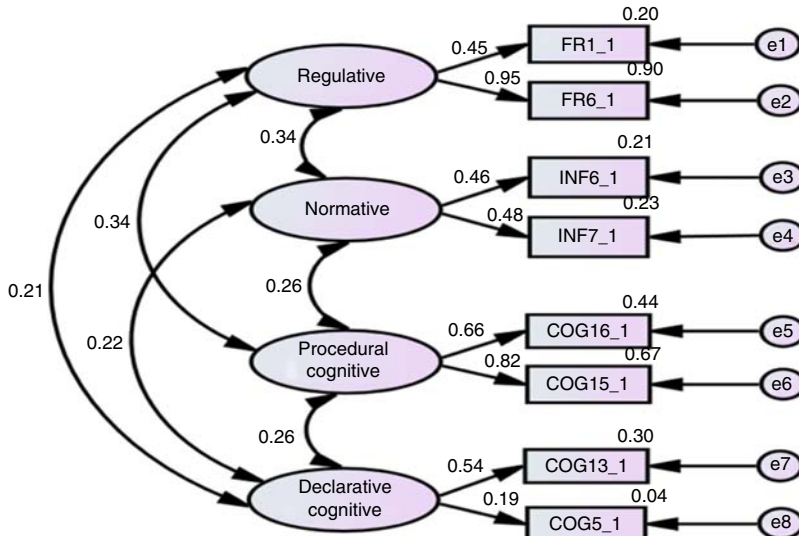 0.20
0.45
FR1_1
e1
Regulative
0.95
0.90
FR6_1
e2
0.34
0.21
0.46
INF6_1
e3
Normative
0.23
0.48
INF7_1
e4
0.34
0.26
0.21
0.22
0.44
0.66
COG16_1
e5
Procedural
cognitive
0.67
0.82
COG15_1
e6
0.26
0.30
0.54
COG13_1
e7
Declarative
cognitive
0.04
0.19
COG5_1
e8